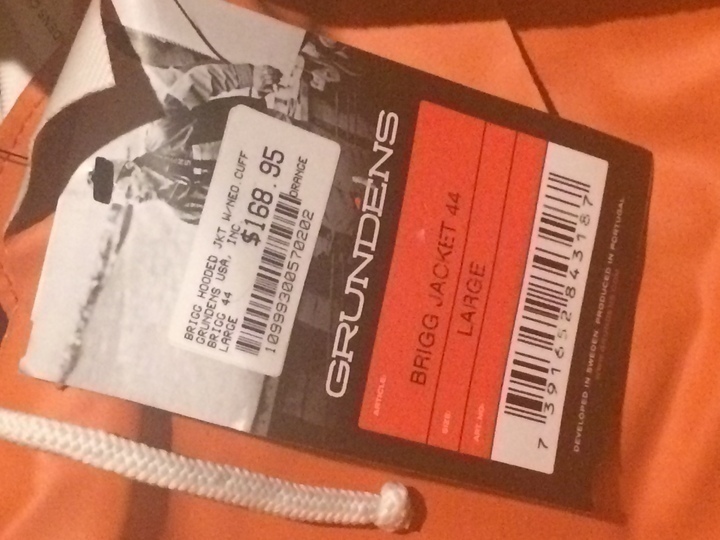 BRIGG HOODED JKT W/NEO.CUFF
GRUNDENS USA, INC
BRIGG 44
LARGE
$168.95
ORANGE
10999300570202
GRUNDENS
ARTICLE:
BRIGG JACKET 44
SIZE:
LARGE
ART. NO.
7 391652 843187
DEVELOPED IN SWEDEN, PRODUCED IN PORTUGAL